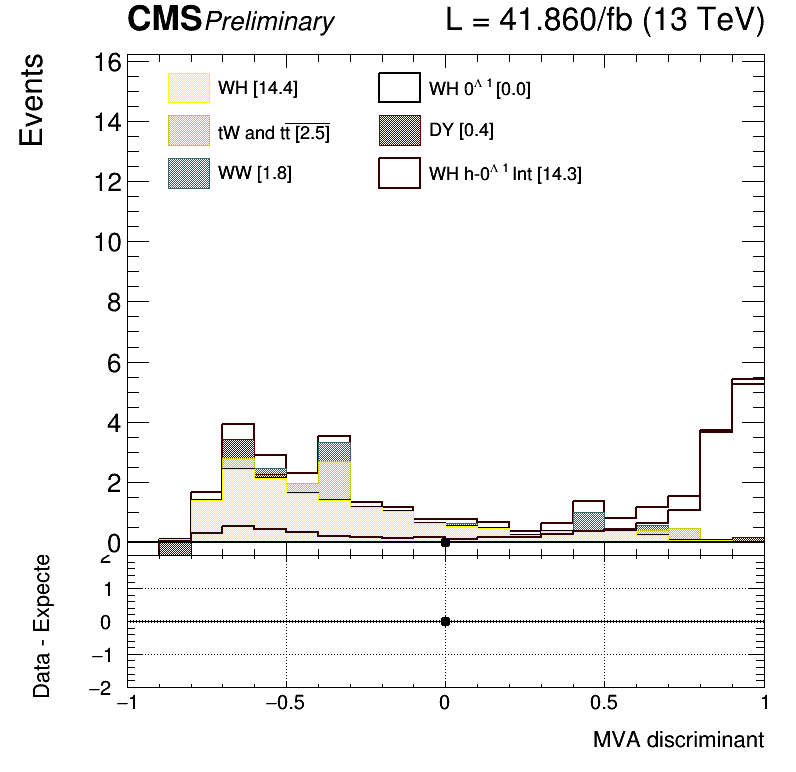 CMS Preliminary L = 41.860/fb (13 TeV)
Events
16
14
12
10
8
6
4
2
0
WH [14.4]
WH 0^Λ 1 [0.0]
tW and tt [2.5]
DY [0.4]
WW [1.8]
WH h-0^Λ 1 Int [14.3]
Data - Expecte
2
1
0
−1
−2
−1 −0.5 0 0.5 1
MVA discriminant